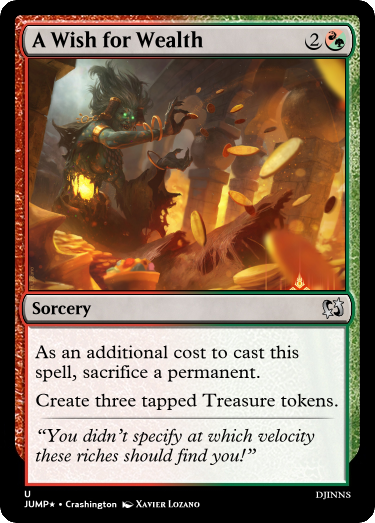 A Wish for Wealth 2
Sorcery
As an additional cost to cast this
spell, sacrifice a permanent.
Create three tapped Treasure tokens.
“You didn’t specify at which velocity
these riches should find you!”
U
JUMP★ • Crashington Xavier Lozano
DJINNS